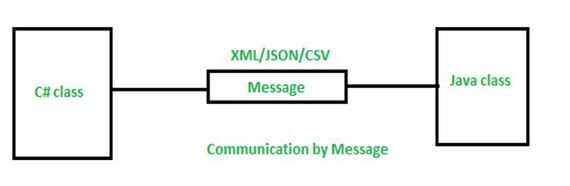 XML/JSON/CSV
C# class
Message
Java class
Communication by Message